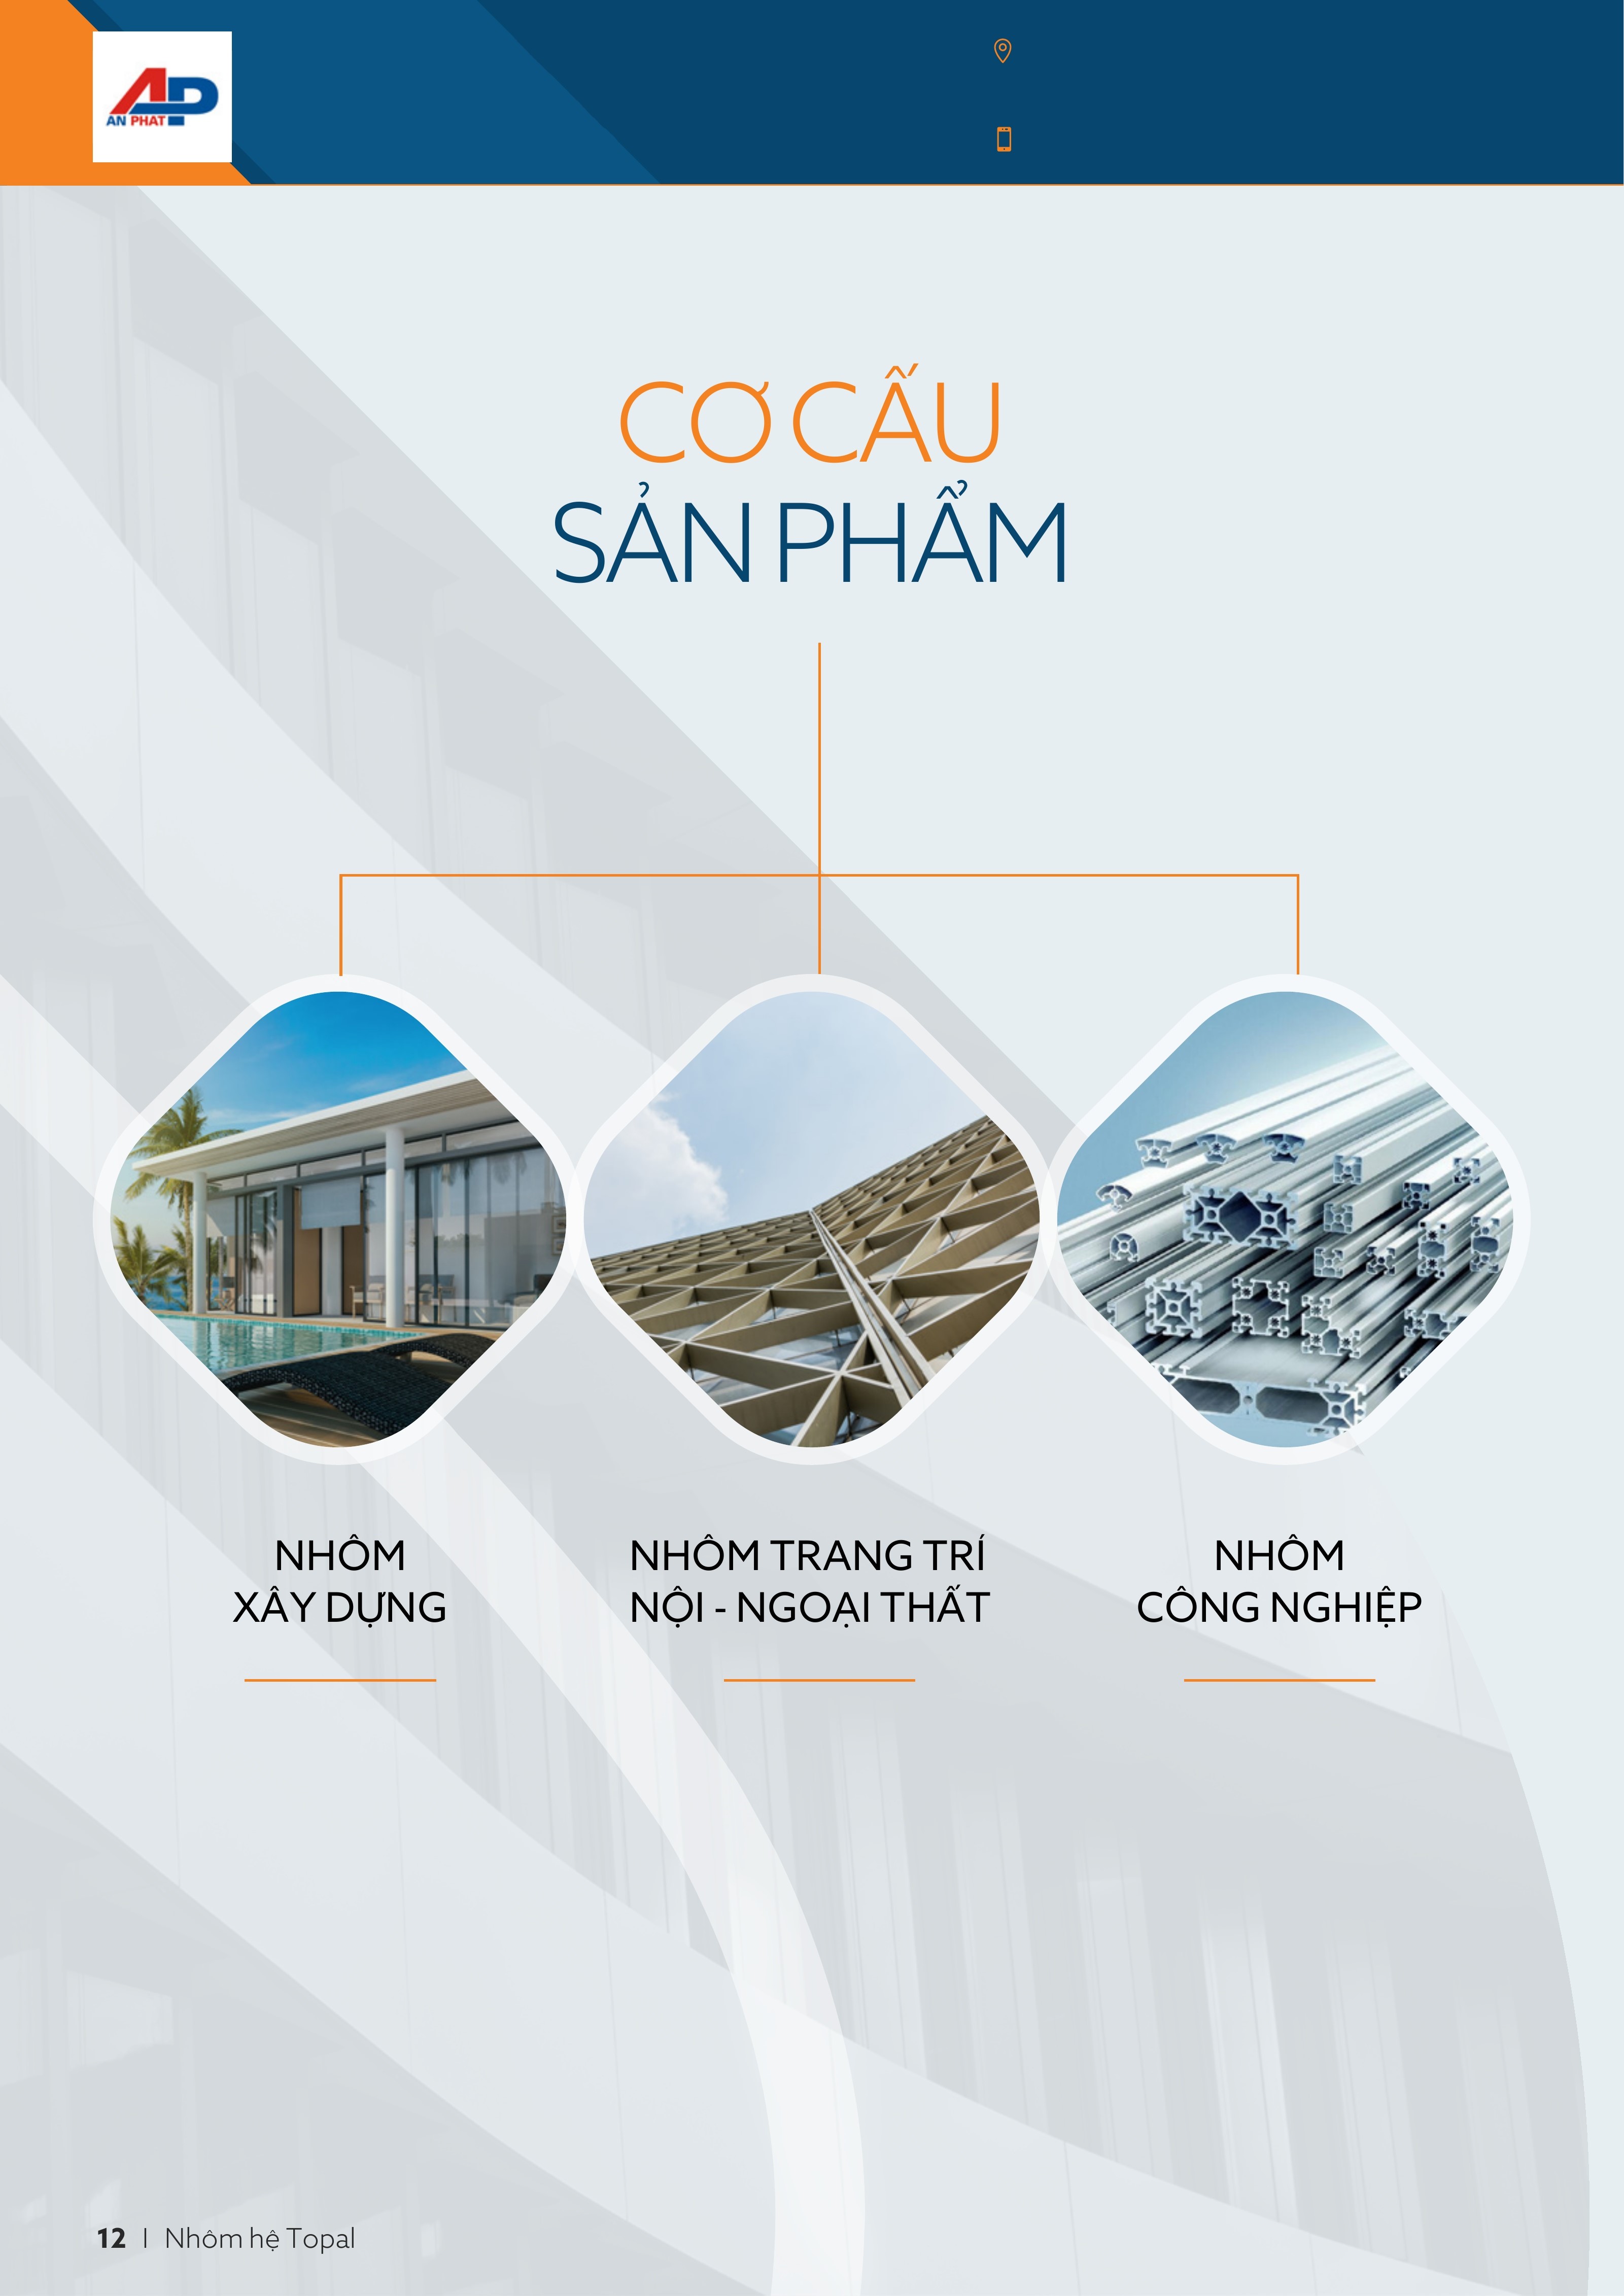 AN PHAT
CƠ CẤU
SẢN PHẨM
NHÔM
XÂY DỰNG
NHÔM TRANG TRÍ
NỘI - NGOẠI THẤT
NHÔM
CÔNG NGHIỆP
12 | Nhôm hệ Topal